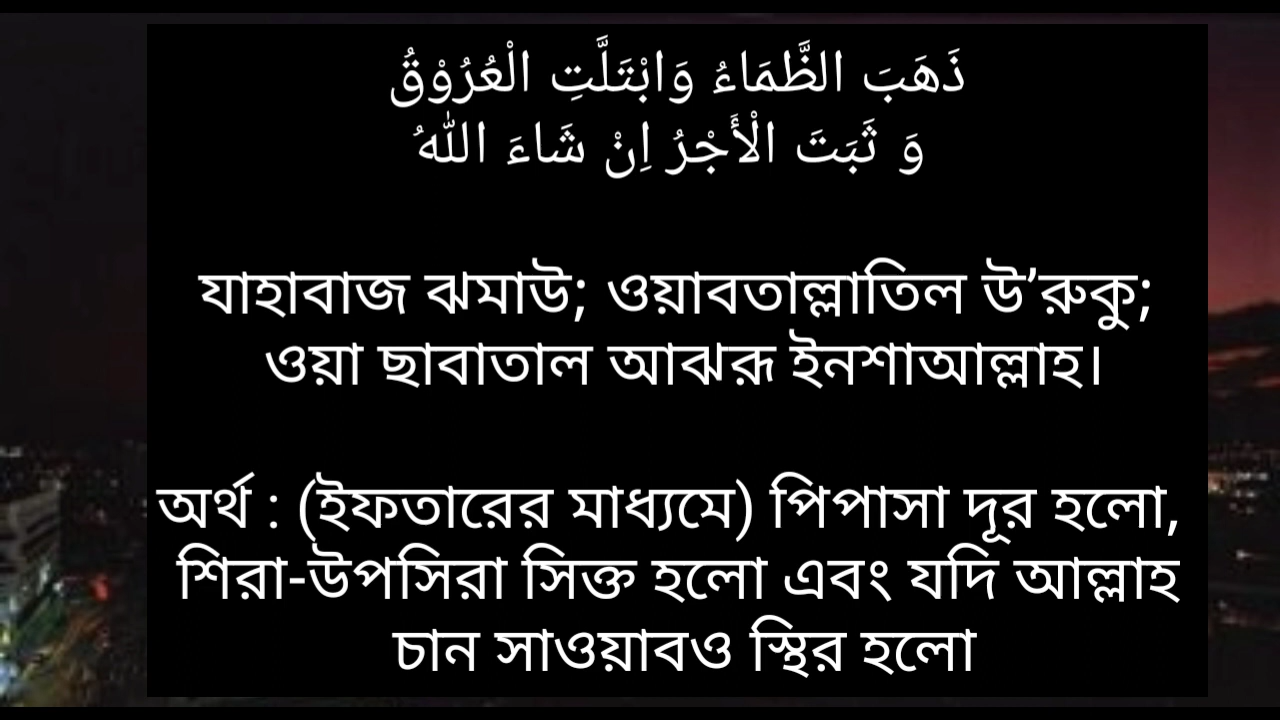 ذَهَبَ الظَّمَاءُ وَابْتَلَّتِ الْعُرُوْقُ
وَ ثَبَتَ الْأَجْرُ اِنْ شَاءَ اللهُ
যাহাবাজ ঝমাউ; ওয়াবতাল্লাতিল উ’রুকু;
ওয়া ছাবাতাল আঝরূ ইনশাআল্লাহ।
অর্থ : (ইফতারের মাধ্যমে) পিপাসা দূর হলো,
শিরা-উপসিরা সিক্ত হলো এবং যদি আল্লাহ
চান সাওয়াবও স্থির হলো